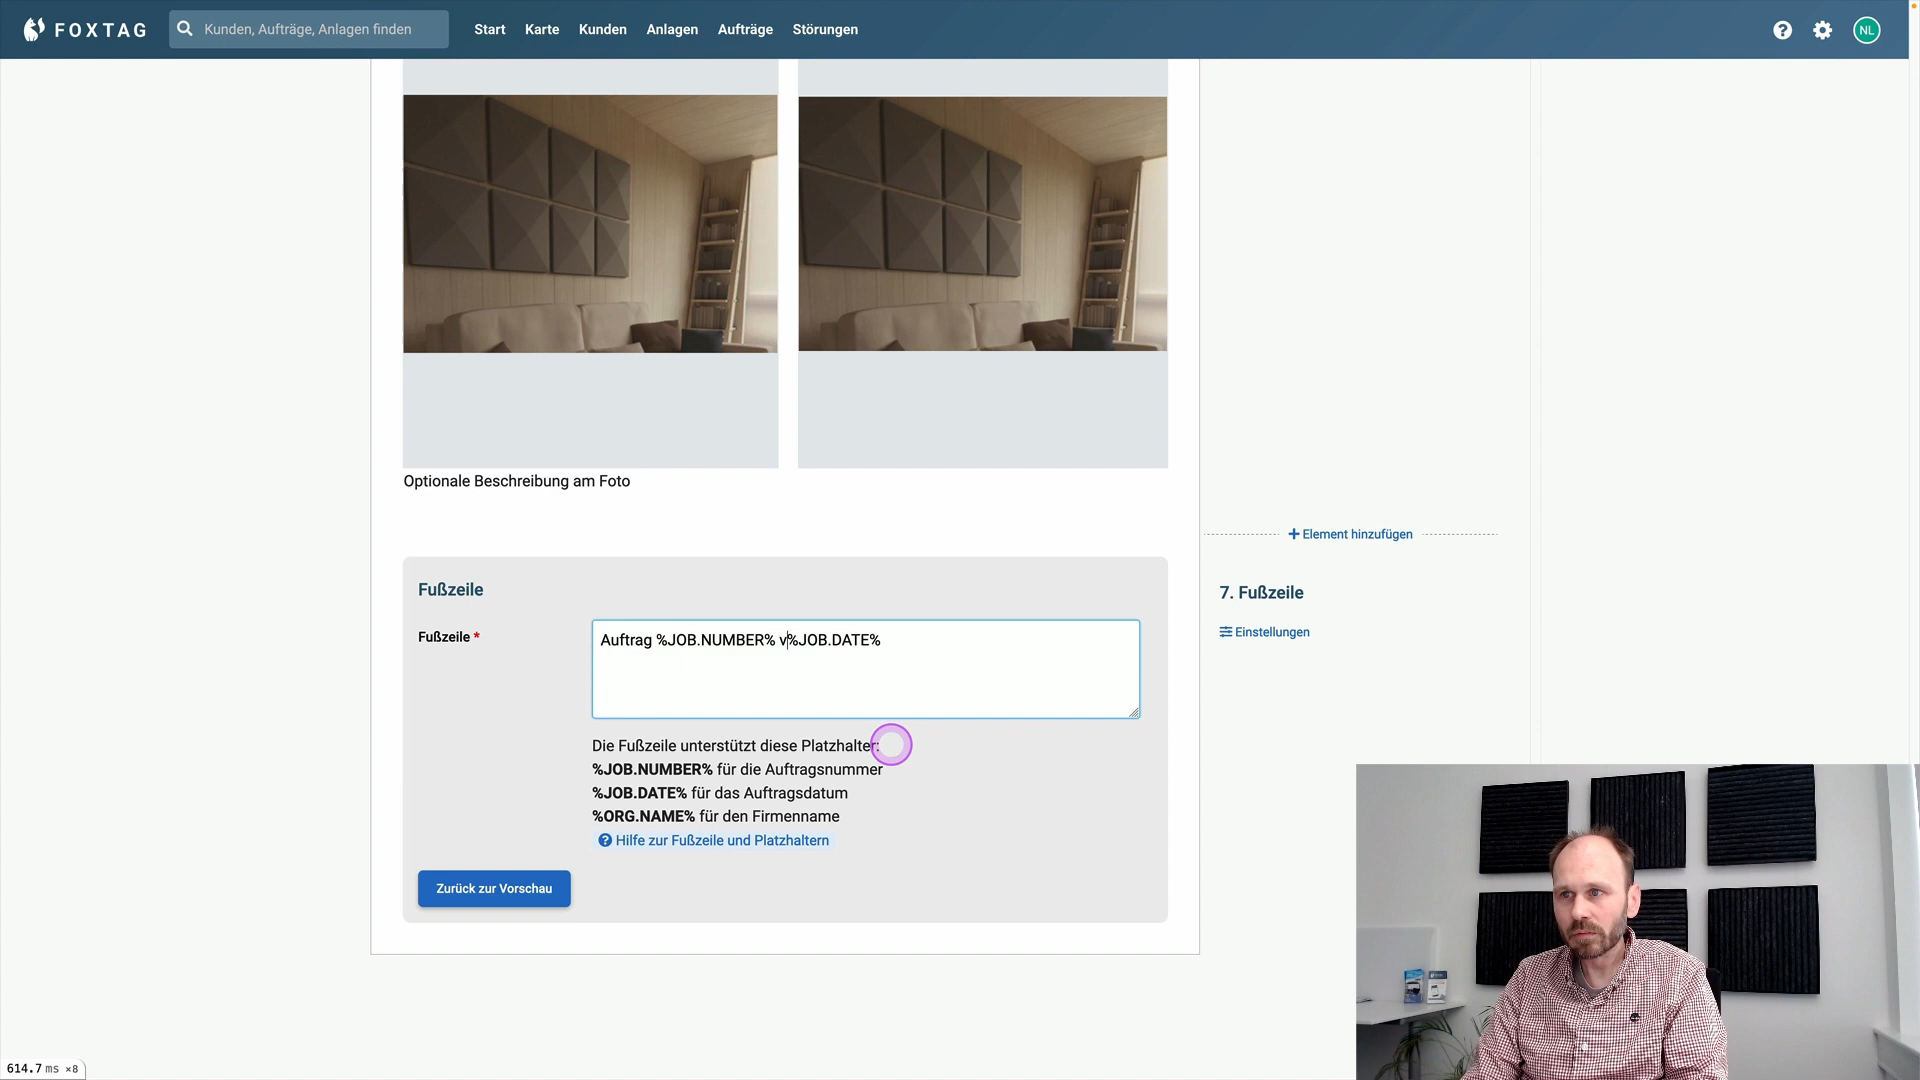 FOXTAG
Kunden, Aufträge, Anlagen finden
Start
Karte
Kunden
Anlagen
Aufträge
Störungen
NL
Optionale Beschreibung am Foto
Element hinzufügen
Fußzeile
7. Fußzeile
Fußzeile *
Auftrag %JOB.NUMBER% v%JOB.DATE%
Einstellungen
Die Fußzeile unterstützt diese Platzhalter:
%JOB.NUMBER% für die Auftragsnummer
%JOB.DATE% für das Auftragsdatum
%ORG.NAME% für den Firmenname
Hilfe zur Fußzeile und Platzhaltern
Zurück zur Vorschau
614.7 ms ×8